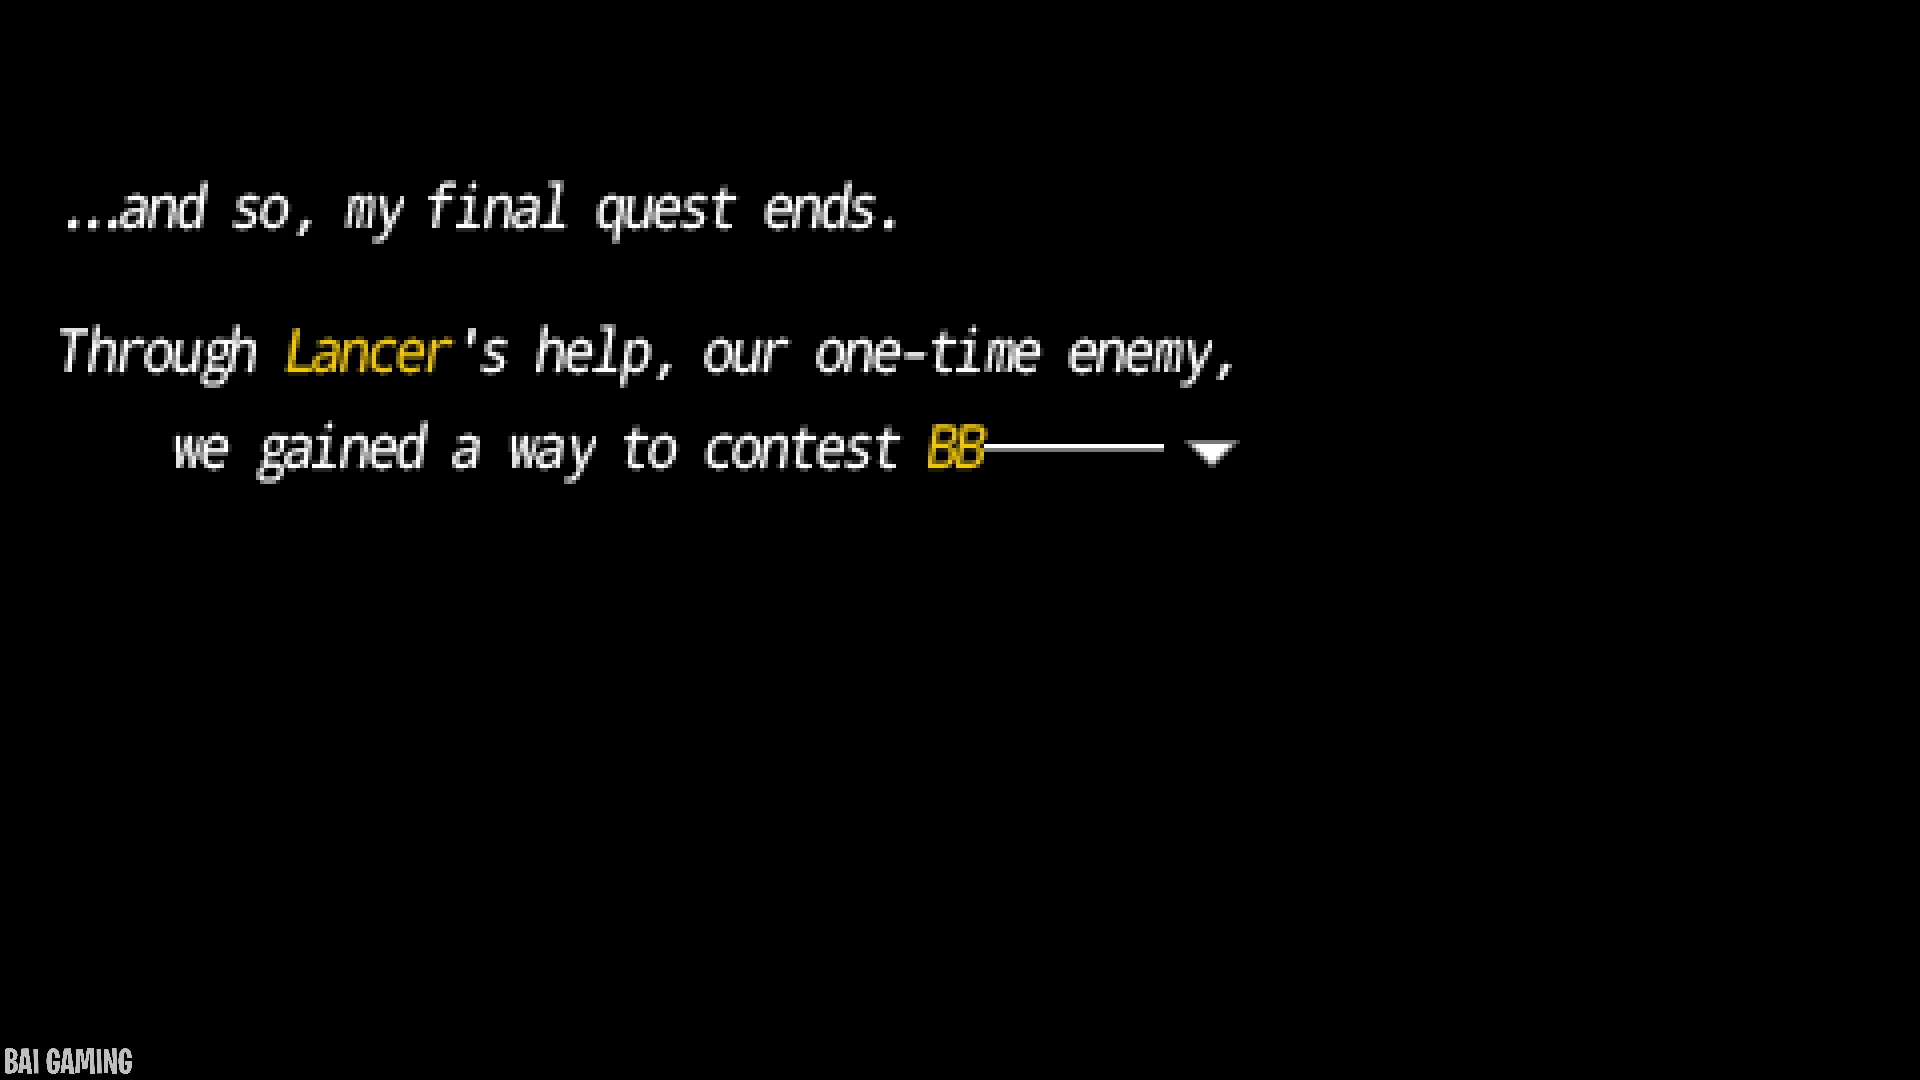 ...and so, my final quest ends.
Through Lancer's help, our one-time enemy,
we gained a way to contest BB———
BAI GAMING